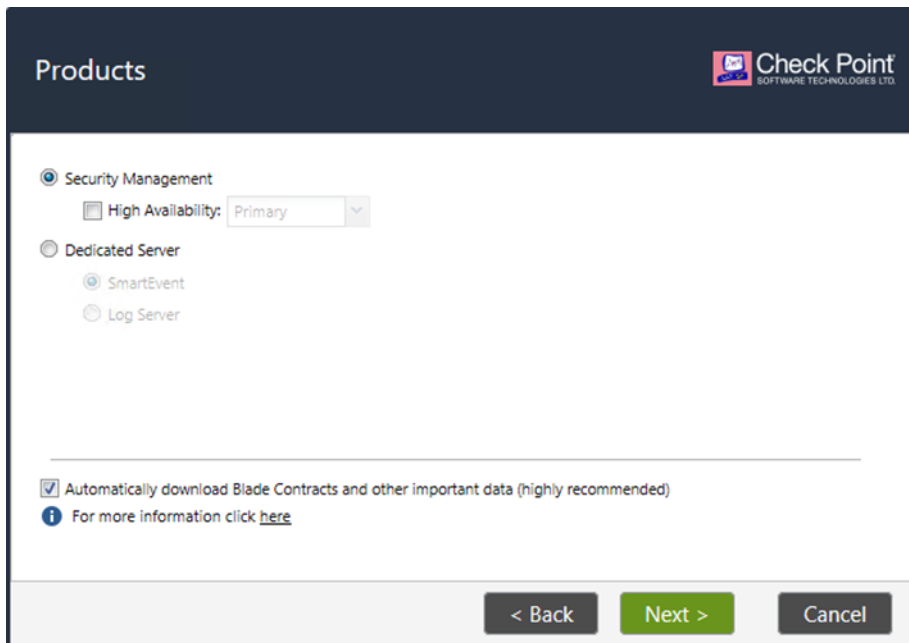 Products
Check Point
SOFTWARE TECHNOLOGIES LTD.
Security Management
High Availability: Primary
Dedicated Server
SmartEvent
Log Server
Automatically download Blade Contracts and other important data (highly recommended)
For more information click here
< Back Next > Cancel